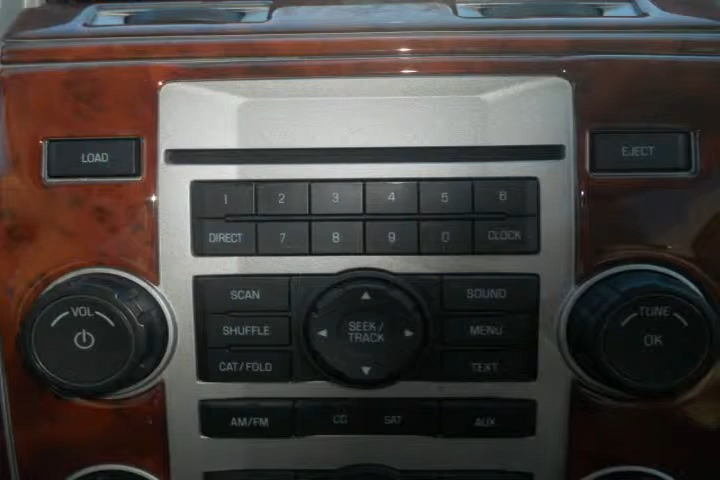 LOAD
EJECT
1 2 3 4 5 6
DIRECT 7 8 9 0 CLOCK
SCAN SOUND
VOL SEEK/ TUNE
SHUFFLE TRACK MENU OK
CAT/FOLD TEXT
AM/FM CD SAT AUX